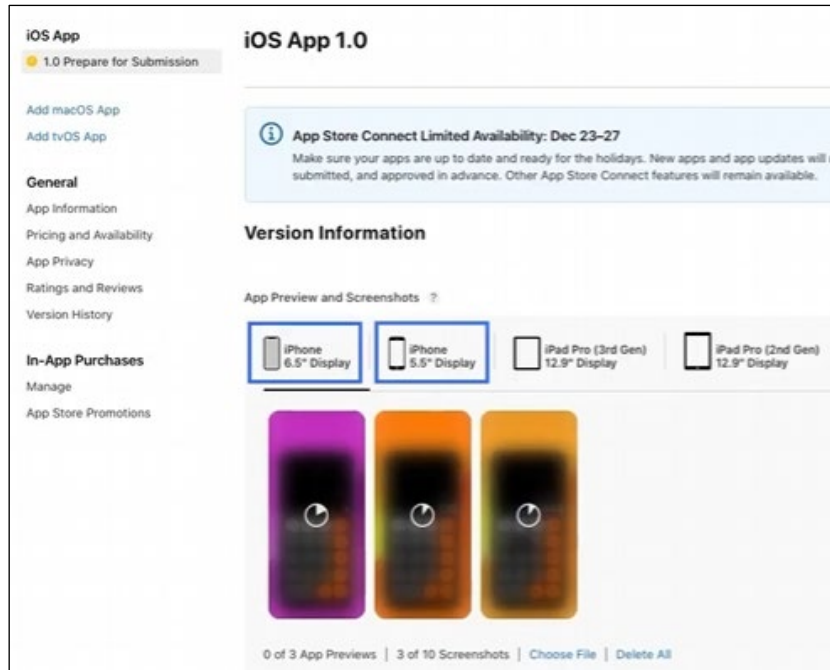 iOS App
1.0 Prepare for Submission
Add macOS App
Add tvOS App
General
App Information
Pricing and Availability
App Privacy
Ratings and Reviews
Version History
In-App Purchases
Manage
App Store Promotions
iOS App 1.0
App Store Connect Limited Availability: Dec 23–27
Make sure your apps are up to date and ready for the holidays. New apps and app updates will
submitted, and approved in advance. Other App Store Connect features will remain available.
Version Information
App Preview and Screenshots ?
iPhone
6.5" Display
iPhone
5.5" Display
iPad Pro (3rd Gen)
12.9" Display
iPad Pro (2nd Gen)
12.9" Display
0 of 3 App Previews | 3 of 10 Screenshots | Choose File | Delete All